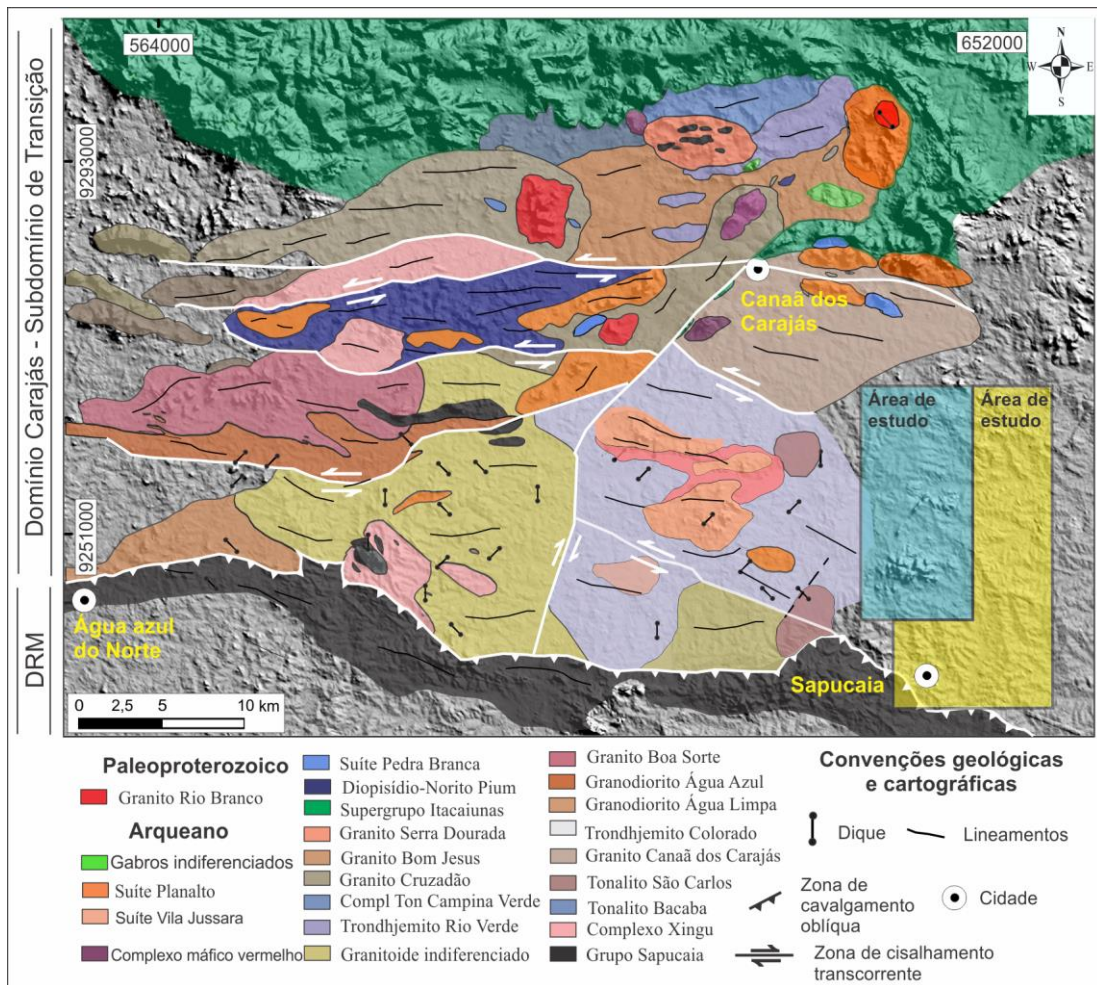 Domínio Carajás - Subdomínio de Transição
DRM
564000
652000
N
W
E
S
9293000
9251000
Canaã dos
Carajás
Área de
estudo
Área de
estudo
Água azul
do Norte
Sapucaia
0 2,5 5 10 km
Paleoproterozoico
Granito Rio Branco
Arqueano
Gabros indiferenciados
Suíte Planalto
Suíte Vila Jussara
Complexo máfico vermelho
Suíte Pedra Branca
Diopisídio-Norito Pium
Supergrupo Itacaiunas
Granito Serra Dourada
Granito Bom Jesus
Granito Cruzadão
Compl Ton Campina Verde
Trondhjemito Rio Verde
Granitoide indiferenciado
Granito Boa Sorte
Granodiorito Água Azul
Granodiorito Água Limpa
Trondhjemito Colorado
Granito Canaã dos Carajás
Tonalito São Carlos
Tonalito Bacaba
Complexo Xingu
Grupo Sapucaia
Convenções geológicas
e cartográficas
Dique
Lineamentos
Zona de
cavalgamento
oblíqua
Cidade
Zona de cisalhamento
transcorrente